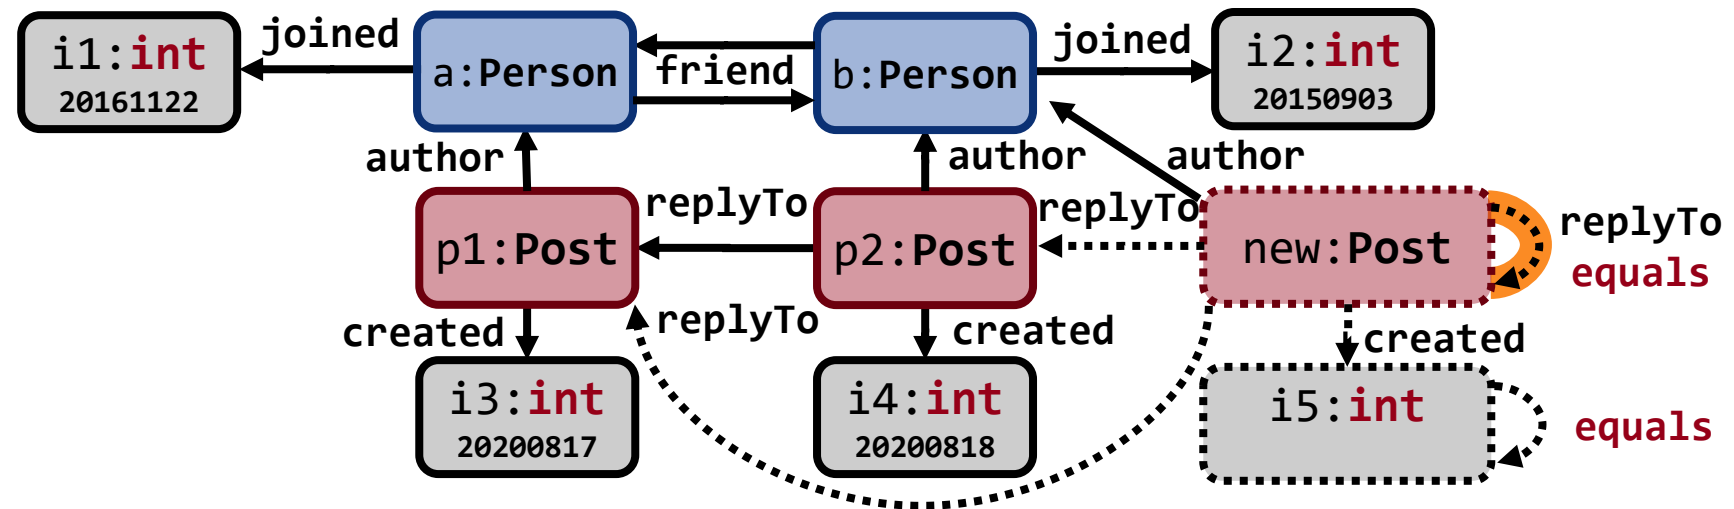 i1:int
20161122
joined
a:Person
friend
b:Person
joined
i2:int
20150903
author
author
author
p1:Post
replyTo
p2:Post
replyTo
new:Post
replyTo
equals
created
replyTo
created
created
i3:int
20200817
i4:int
20200818
i5:int
equals